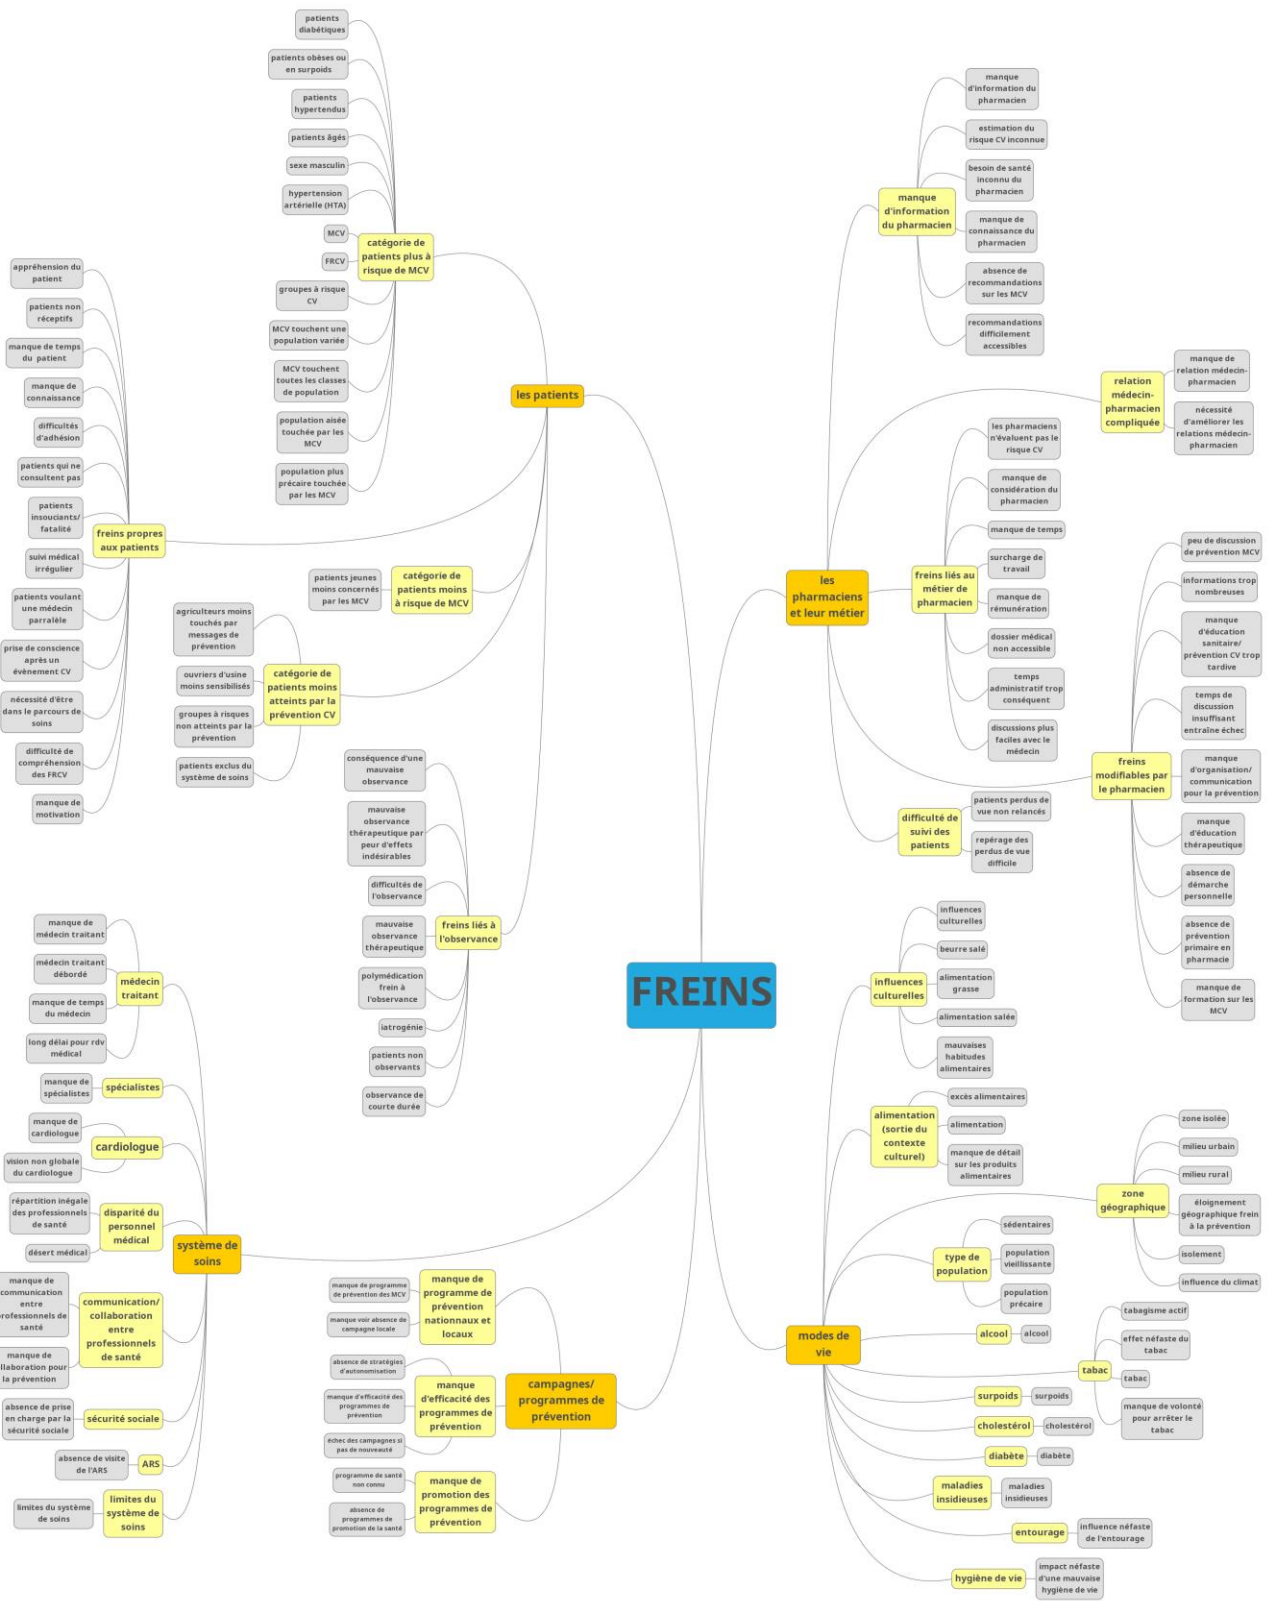 FREINS
les patients
catégorie de
patients plus à
risque de MCV
patients
diabétiques
patients obèses ou
en surpoids
patients
hypertendus
patients âgés
sexe masculin
hypertension
artérielle (HTA)
MCV
FRCV
groupes à risque
CV
MCV touchent une
population variée
MCV touchent
toutes les classes
de population
population aisée
touchée par les
MCV
population plus
précaire touchée
par les MCV
freins propres
aux patients
appréhension du
patient
patients non
réceptifs
manque de temps
du patient
manque de
connaissance
difficultés
d'adhésion
patients qui ne
consultent pas
patients
insouciants/
fatalité
suivi médical
irrégulier
patients voulant
une médecin
parralèle
prise de conscience
après un
évènement CV
nécessité d'être
dans le parcours de
soins
difficulté de
compréhension
des FRCV
manque de
motivation
catégorie de
patients moins
à risque de MCV
patients jeunes
moins concernés
par les MCV
catégorie de
patients moins
atteints par la
prévention CV
agriculteurs moins
touchés par
messages de
prévention
ouvriers d'usine
moins sensibilisés
groupes à risques
non atteints par la
prévention
patients exclus du
système de soins
freins liés à
l'observance
conséquence d'une
mauvaise
observance
mauvaise
observance
thérapeutique par
peur d'effets
indésirables
difficultés de
l'observance
mauvaise
observance
thérapeutique
polymédication
frein à
l'observance
iatrogénie
patients non
observants
observance de
courte durée
système de
soins
médecin
traitant
manque de
médecin traitant
médecin traitant
débordé
manque de temps
du médecin
long délai pour rdv
médical
spécialistes
manque de
spécialistes
cardiologue
manque de
cardiologue
vision non globale
du cardiologue
disparité du
personnel
médical
répartition inégale
des professionnels
de santé
désert médical
communication/
collaboration
entre
professionnels
de santé
manque de
communication
entre
professionnels de
santé
manque de
collaboration pour
la prévention
sécurité sociale
absence de prise
en charge par la
sécurité sociale
ARS
absence de visite
de l'ARS
limites du
système de
soins
limites du système
de soins
campagnes/
programmes de
prévention
manque de
programme de
prévention
nationnaux et
locaux
manque de programme
de prévention des MCV
manque voir absence de
campagne locale
manque
d'efficacité des
programmes de
prévention
absence de stratégies
d'autonomisation
manque d'efficacité des
programmes de
prévention
échec des campagnes si
pas de nouveauté
manque de
promotion des
programmes de
prévention
programme de santé
non connu
absence de
programmes de
promotion de la santé
les
pharmaciens
et leur métier
manque
d'information
du pharmacien
manque
d'information du
pharmacien
estimation du
risque CV inconnue
besoin de santé
inconnu du
pharmacien
manque de
connaissance du
pharmacien
absence de
recommandations
sur les MCV
recommandations
difficilement
accessibles
relation
médecin-
pharmacien
compliquée
manque de
relation médecin-
pharmacien
nécessité
d'améliorer les
relations médecin-
pharmacien
freins liés au
métier de
pharmacien
les pharmaciens
n'évaluent pas le
risque CV
manque de
considération du
pharmacien
manque de temps
surcharge de
travail
manque de
rémunération
dossier médical
non accessible
temps
administratif trop
conséquent
discussions plus
faciles avec le
médecin
freins
modifiables par
le pharmacien
peu de discussion
de prévention MCV
informations trop
nombreuses
manque
d'éducation
sanitaire/
prévention CV trop
tardive
temps de
discussion
insuffisant
entraîne échec
manque
d'organisation/
communication
pour la prévention
manque
d'éducation
thérapeutique
absence de
démarche
personnelle
absence de
prévention
primaire en
pharmacie
manque de
formation sur les
MCV
difficulté de
suivi des
patients
patients perdus de
vue non relancés
repérage des
perdus de vue
difficile
modes de
vie
influences
culturelles
influences
culturelles
beurre salé
alimentation
grasse
alimentation salée
mauvaises
habitudes
alimentaires
alimentation
(sortie du
contexte
culturel)
excès alimentaires
alimentation
manque de détail
sur les produits
alimentaires
zone
géographique
zone isolée
milieu urbain
milieu rural
éloignement
géographique frein
à la prévention
isolement
influence du climat
type de
population
sédentaires
population
vieillissante
population
précaire
alcool
alcool
tabac
tabagisme actif
effet néfaste du
tabac
tabac
manque de volonté
pour arrêter le
tabac
surpoids
surpoids
cholestérol
cholestérol
diabète
diabète
maladies
insidieuses
maladies
insidieuses
entourage
influence néfaste
de l'entourage
hygiène de vie
impact néfaste
d'une mauvaise
hygiène de vie